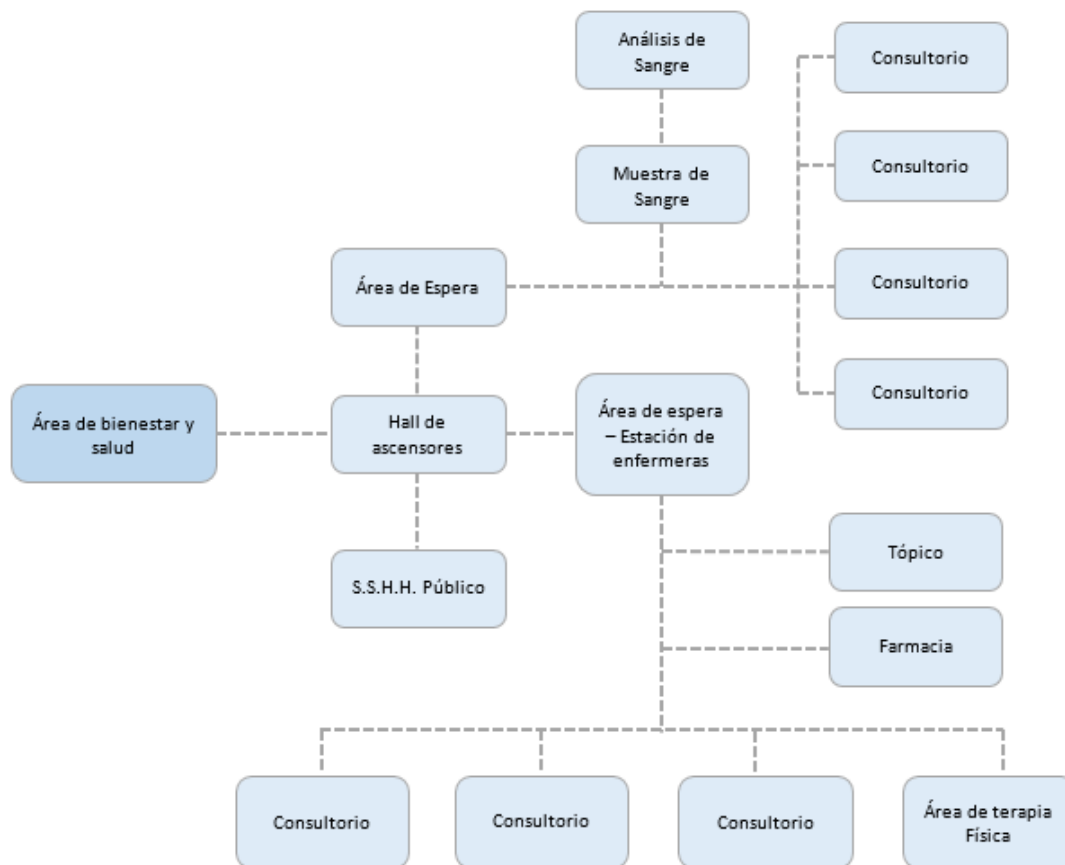 Análisis de
Sangre
Consultorio
Muestra de
Sangre
Consultorio
Área de Espera
Consultorio
Consultorio
Área de bienestar y
salud
Hall de
ascensores
Área de espera
– Estación de
enfermeras
S.S.H.H. Público
Tópico
Farmacia
Consultorio
Consultorio
Consultorio
Área de terapia
Física